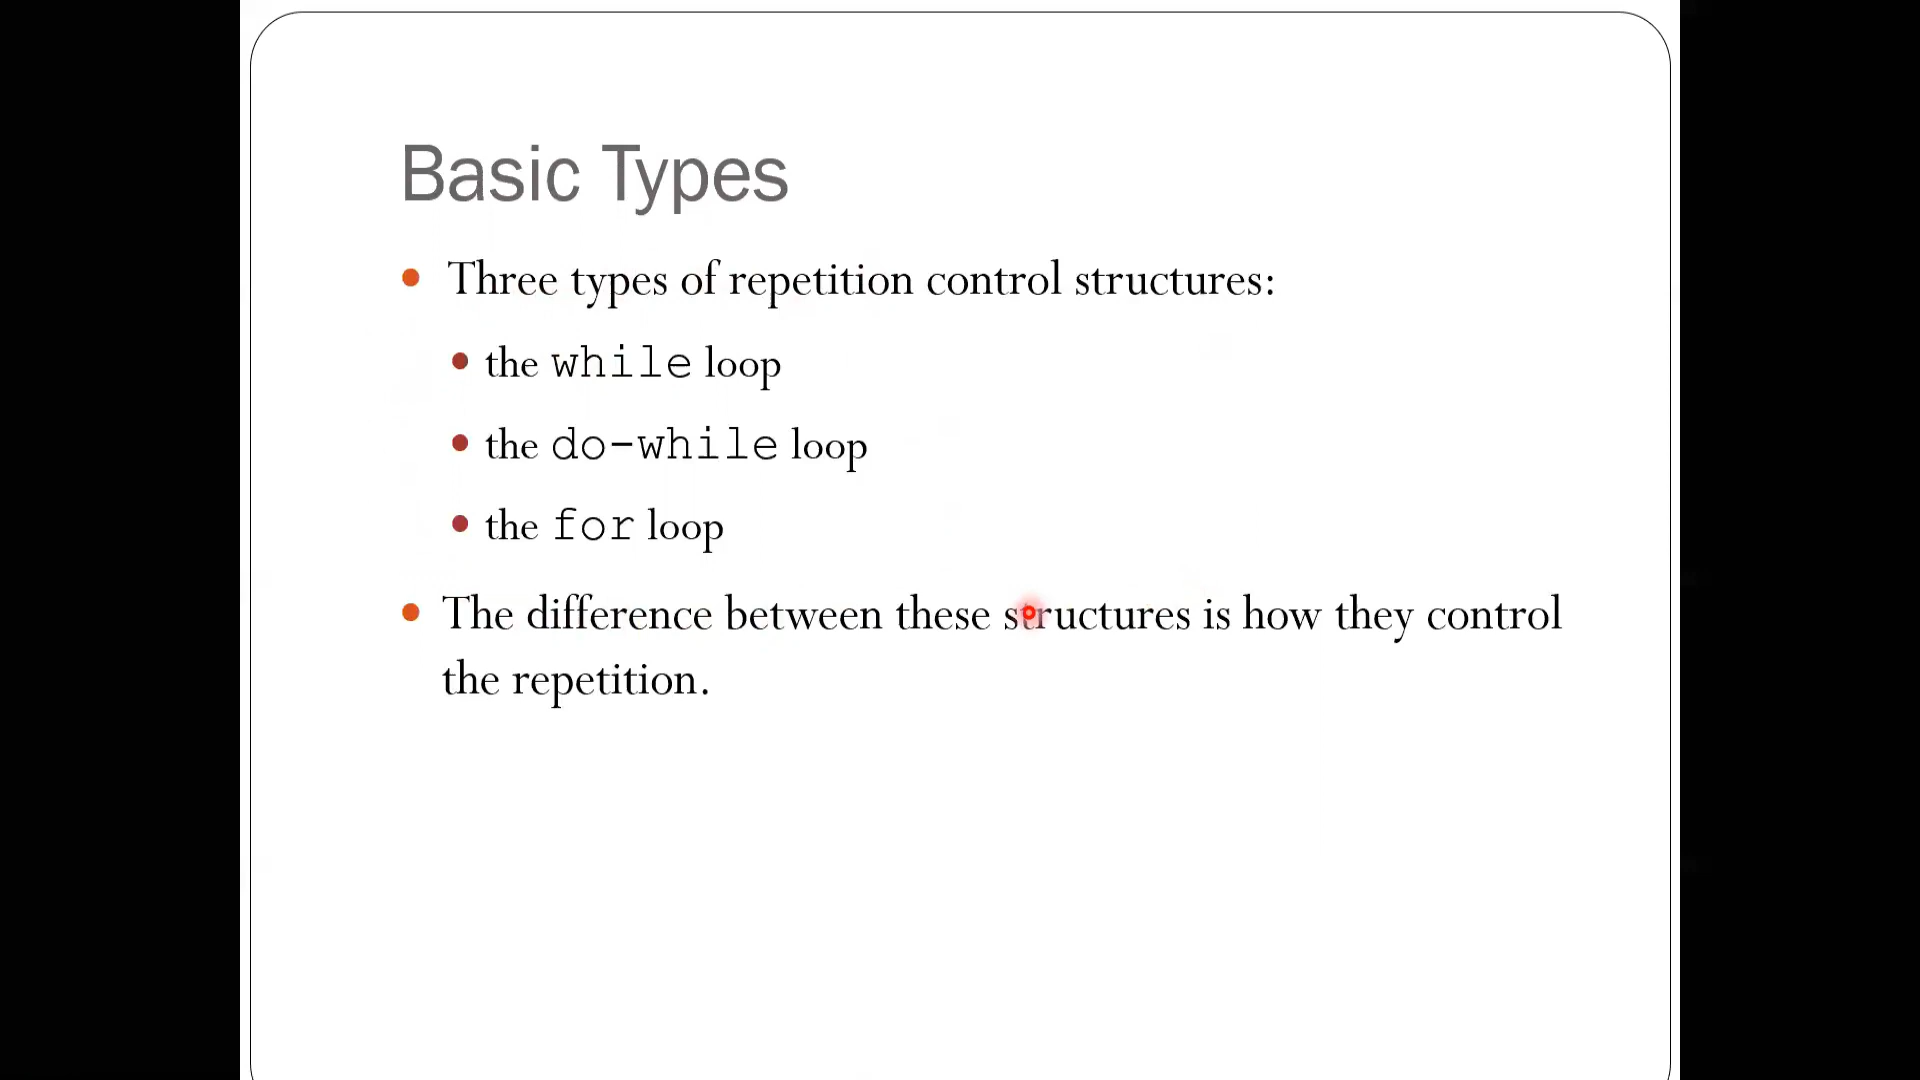 Basic Types
Three types of repetition control structures:
the while loop
the do-while loop
the for loop
The difference between these structures is how they control
the repetition.